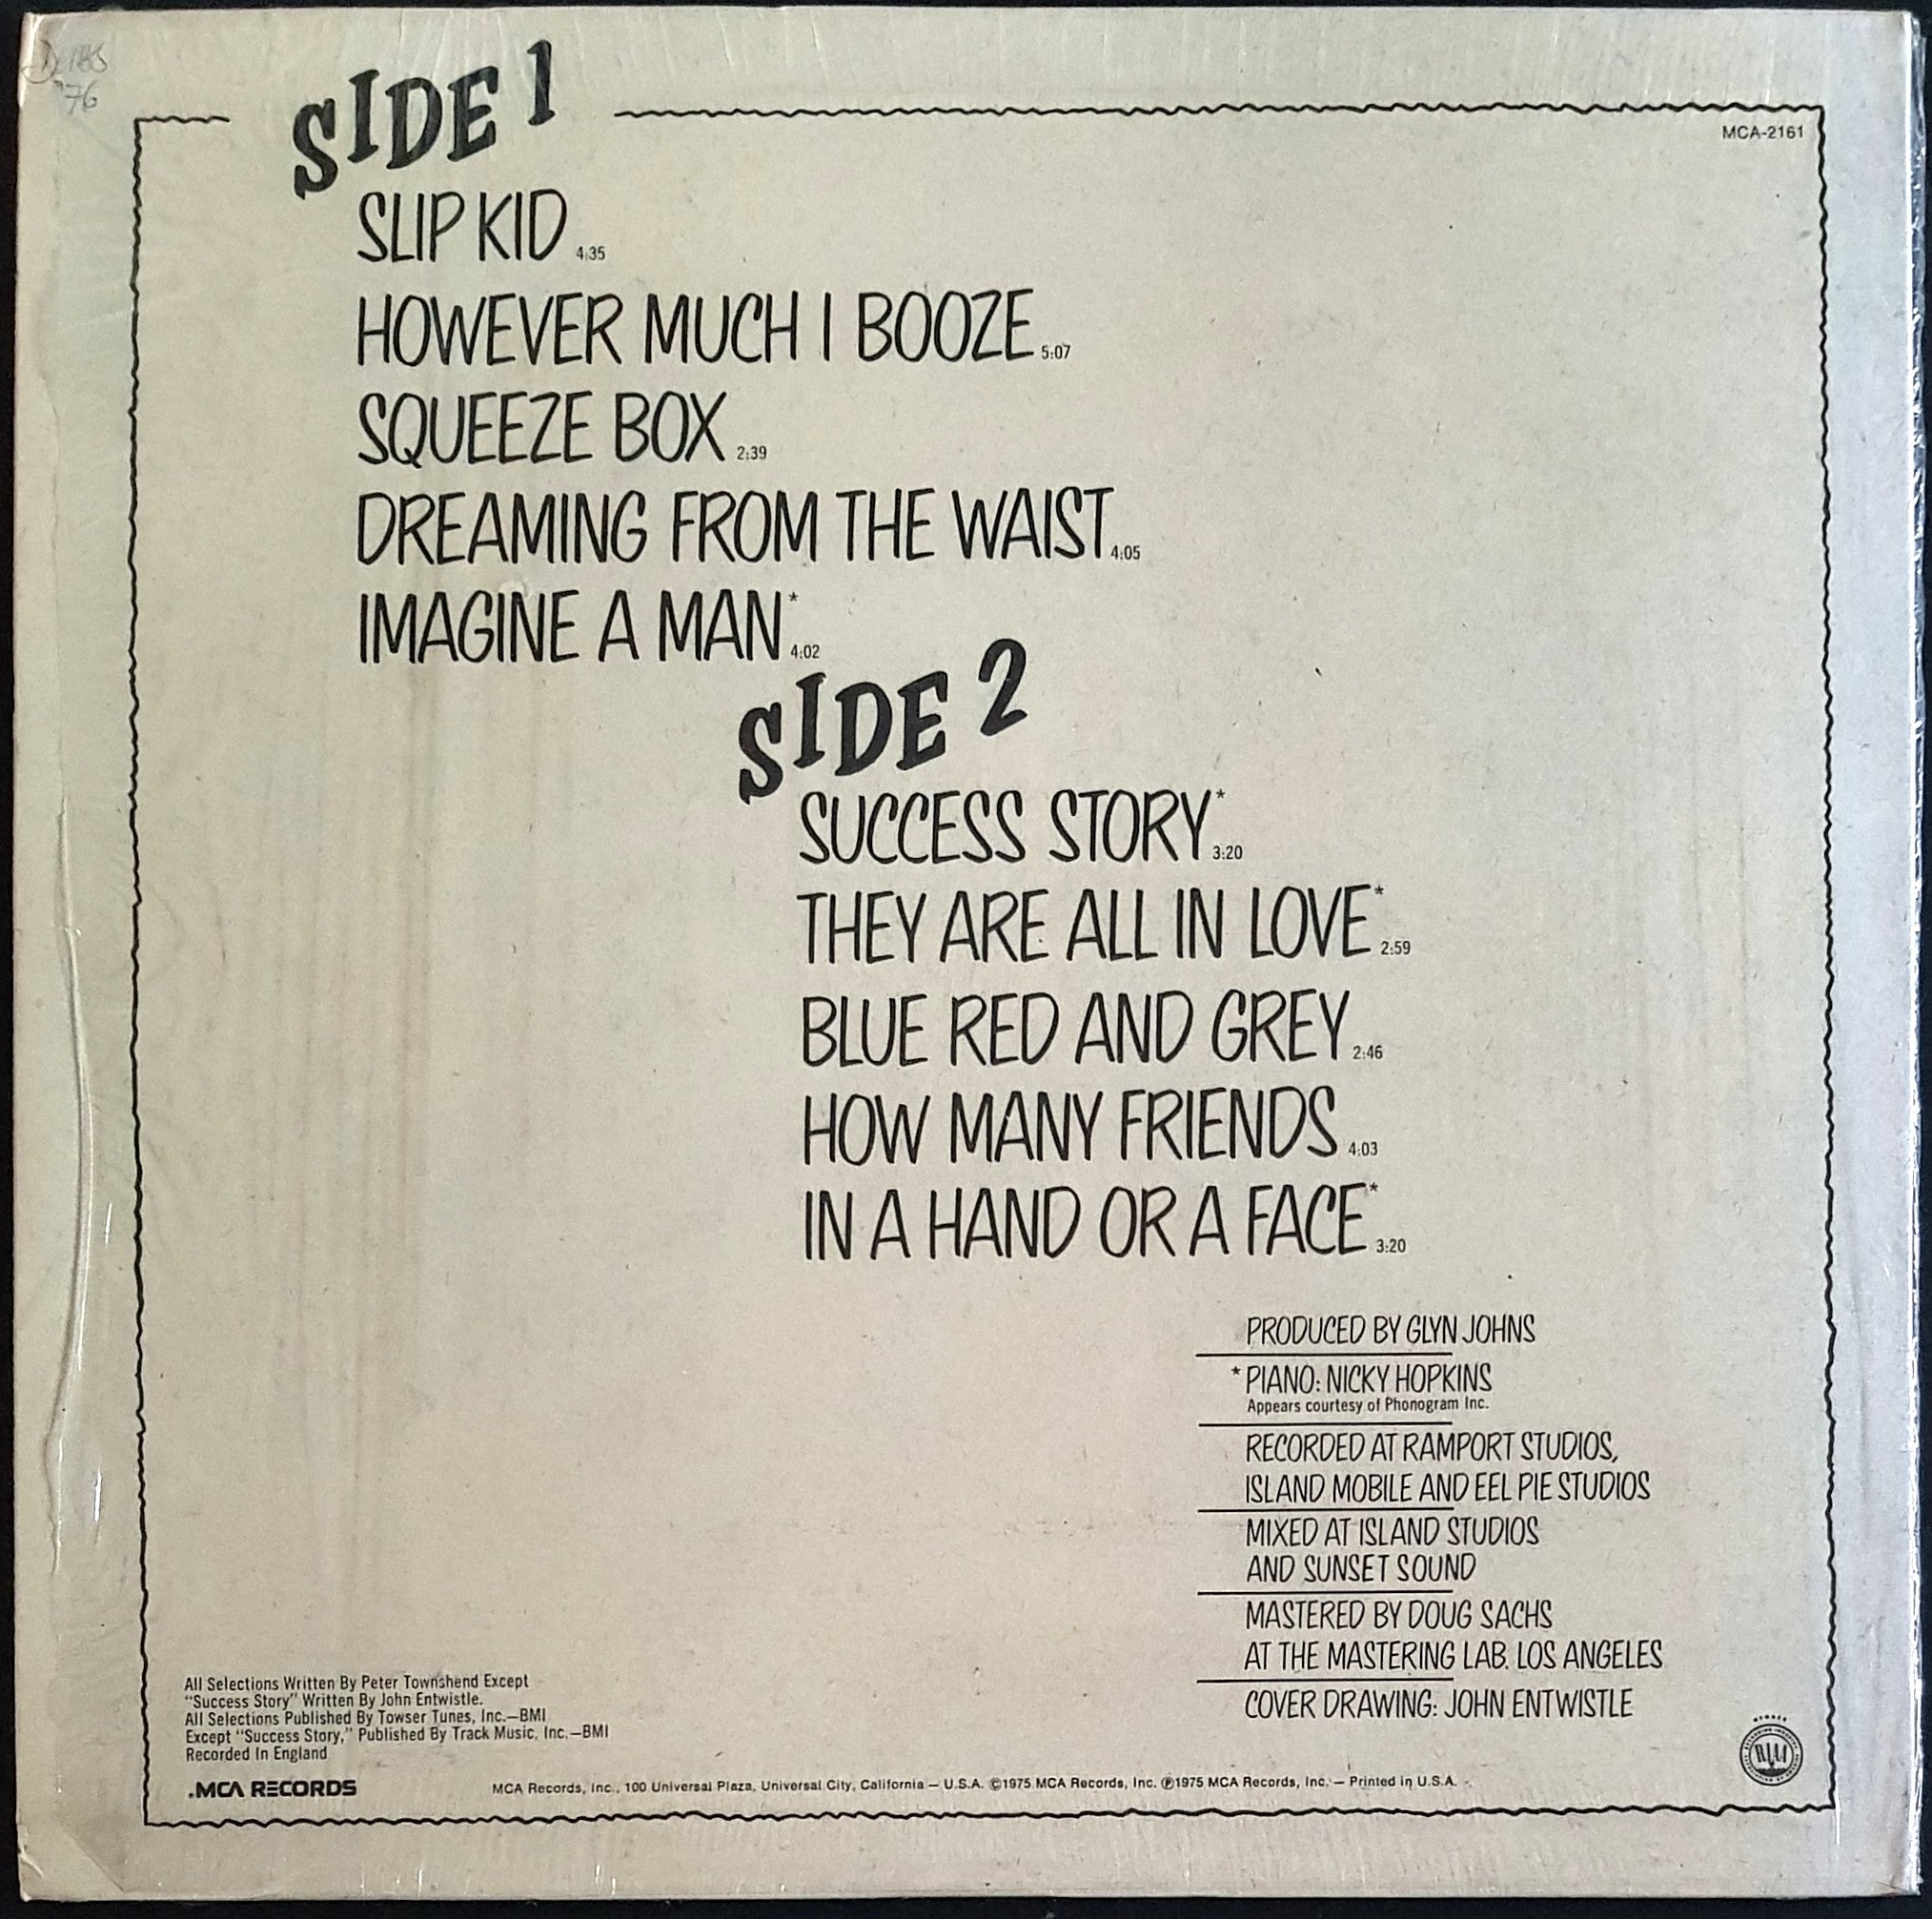 '76
SIDE 1
MCA-2161
SLIP KID 4:35
HOWEVER MUCH I BOOZE 5:07
SQUEEZE BOX 2:39
DREAMING FROM THE WAIST 4:05
IMAGINE A MAN* 4:02
SIDE 2
SUCCESS STORY* 3:20
THEY ARE ALL IN LOVE* 2:59
BLUE RED AND GREY 2:46
HOW MANY FRIENDS 4:03
IN A HAND OR A FACE* 3:20
PRODUCED BY GLYN JOHNS
* PIANO: NICKY HOPKINS
Appears courtesy of Phonogram Inc.
RECORDED AT RAMPORT STUDIOS,
ISLAND MOBILE AND EEL PIE STUDIOS
MIXED AT ISLAND STUDIOS
AND SUNSET SOUND
MASTERED BY DOUG SACHS
AT THE MASTERING LAB. LOS ANGELES
COVER DRAWING: JOHN ENTWISTLE
All Selections Written By Peter Townshend Except
"Success Story" Written By John Entwistle.
All Selections Published By Towser Tunes, Inc.—BMI
Except "Success Story," Published By Track Music, Inc.—BMI
Recorded In England
MCA RECORDS
MCA Records, Inc., 100 Universal Plaza, Universal City, California — U.S.A. ©1975 MCA Records, Inc. ℗1975 MCA Records, Inc. — Printed in U.S.A.
MEMBER
RIAA